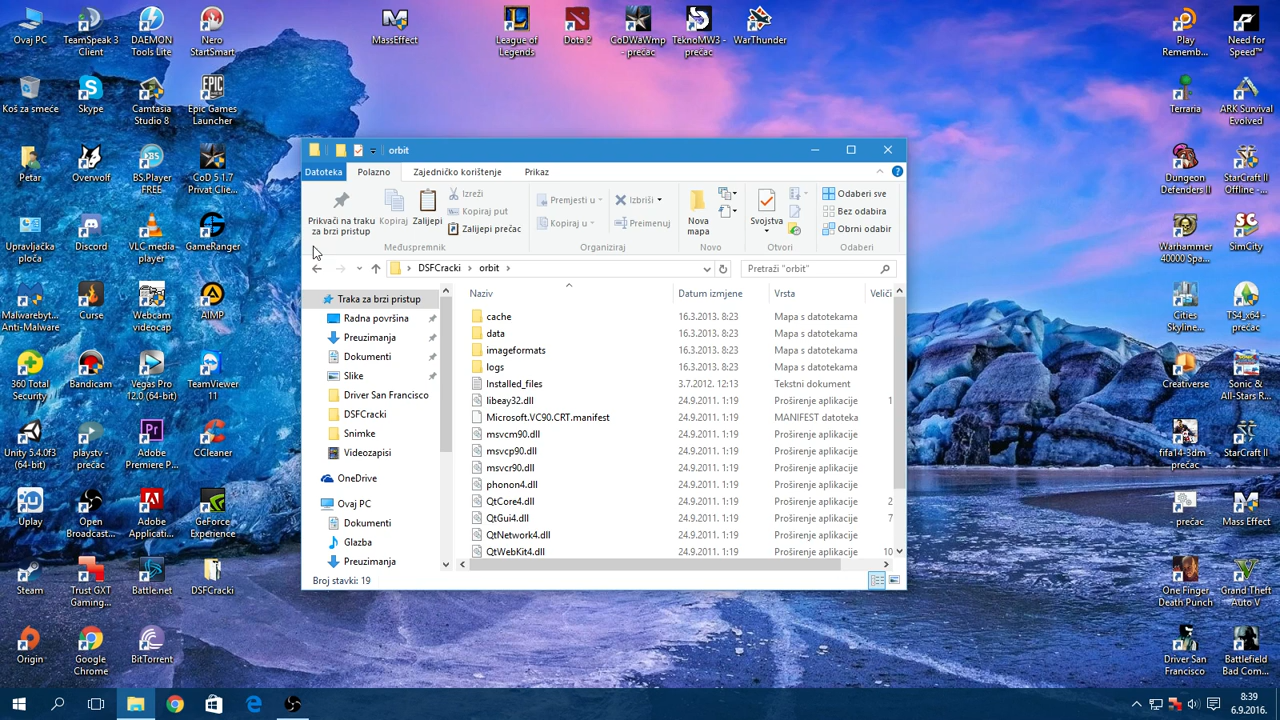 Ovaj PC
TeamSpeak 3
Client
DAEMON
Tools Lite
Nero
StartSmart
MassEffect
League of
Legends
Dota 2
CoDWaWmp
- prečac
TeknoMW3 -
prečac
WarThunder
Play
Rememb...
Need for
Speed™
Koš za smeće
Skype
Camtasia
Studio 8
Epic Games
Launcher
Terraria
ARK Survival
Evolved
Petar
Overwolf
BS.Player
FREE
CoD 5 1.7
Privat Clie...
Dungeon
Defenders II
StarCraft II
Offline -...
Upravljačka
ploča
Discord
VLC media
player
GameRanger
Warhammer
40000 Spa...
SimCity
Malwarebyt...
Anti-Malware
Curse
Webcam
videocap
AIMP
Cities
Skyline...
TS4_x64 -
prečac
360 Total
Security
Bandicam
Vegas Pro
12.0 (64-bit)
TeamViewer
11
Creativerse
Sonic &
All-Stars R...
Unity 5.4.0f3
(64-bit)
playstv -
prečac
Adobe
Premiere P...
CCleaner
fifa14-3dm -
prečac
StarCraft II
Uplay
Open
Broadcast...
Adobe
Applicati...
GeForce
Experience
- prečac
Mass Effect
Steam
Trust GXT
Gaming...
Battle.net
DSFCracki
One Finger
Death Punch
Grand Theft
Auto V
Origin
Google
Chrome
BitTorrent
Driver San
Francisco
Battlefield
Bad Com...
orbit
Datoteka
Polazno
Zajedničko korištenje
Prikaz
Prikvači na traku
za brzi pristup
Kopiraj
Zalijepi
Izreži
Kopiraj put
Zalijepi prečac
Međuspremnik
Premjesti u
Kopiraj u
Izbriši
Preimenuj
Organiziraj
Nova
mapa
Novo
Svojstva
Otvori
Odaberi sve
Bez odabira
Obrni odabir
Odaberi
DSFCracki
orbit
Pretraži "orbit"
Traka za brzi pristup
Radna površina
Preuzimanja
Dokumenti
Slike
Driver San Francisco
DSFCracki
Snimke
Videozapisi
OneDrive
Ovaj PC
Dokumenti
Glazba
Preuzimanja
Naziv Datum izmjene Vrsta Veliči
cache 16.3.2013. 8:23 Mapa s datotekama
data 16.3.2013. 8:23 Mapa s datotekama
imageformats 16.3.2013. 8:23 Mapa s datotekama
logs 16.3.2013. 8:23 Mapa s datotekama
Installed_files 3.7.2012. 12:13 Tekstni dokument
libeay32.dll 24.9.2011. 1:19 Proširenje aplikacije 1
Microsoft.VC90.CRT.manifest 24.9.2011. 1:19 MANIFEST datoteka
msvcm90.dll 24.9.2011. 1:19 Proširenje aplikacije
msvcp90.dll 24.9.2011. 1:19 Proširenje aplikacije
msvcr90.dll 24.9.2011. 1:19 Proširenje aplikacije
phonon4.dll 24.9.2011. 1:19 Proširenje aplikacije
QtCore4.dll 24.9.2011. 1:19 Proširenje aplikacije 2
QtGui4.dll 24.9.2011. 1:19 Proširenje aplikacije 7
QtNetwork4.dll 24.9.2011. 1:19 Proširenje aplikacije
QtWebKit4.dll 24.9.2011. 1:19 Proširenje aplikacije 10
Broj stavki: 19
8:39
6.9.2016.